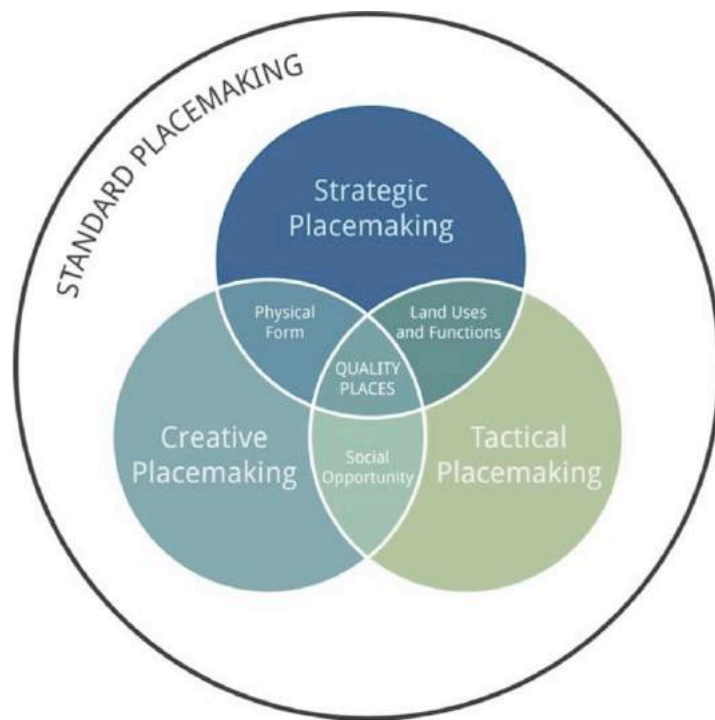 STANDARD PLACEMAKING
Strategic
Placemaking
Physical
Form
Land Uses
and Functions
QUALITY
PLACES
Creative
Placemaking
Social
Opportunity
Tactical
Placemaking